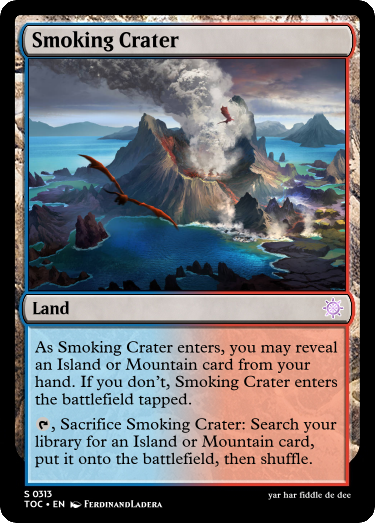 Smoking Crater
Land
As Smoking Crater enters, you may reveal
an Island or Mountain card from your
hand. If you don't, Smoking Crater enters
the battlefield tapped.
, Sacrifice Smoking Crater: Search your
library for an Island or Mountain card,
put it onto the battlefield, then shuffle.
S 0313
TOC • EN FerdinandLadera
yar har fiddle de dee